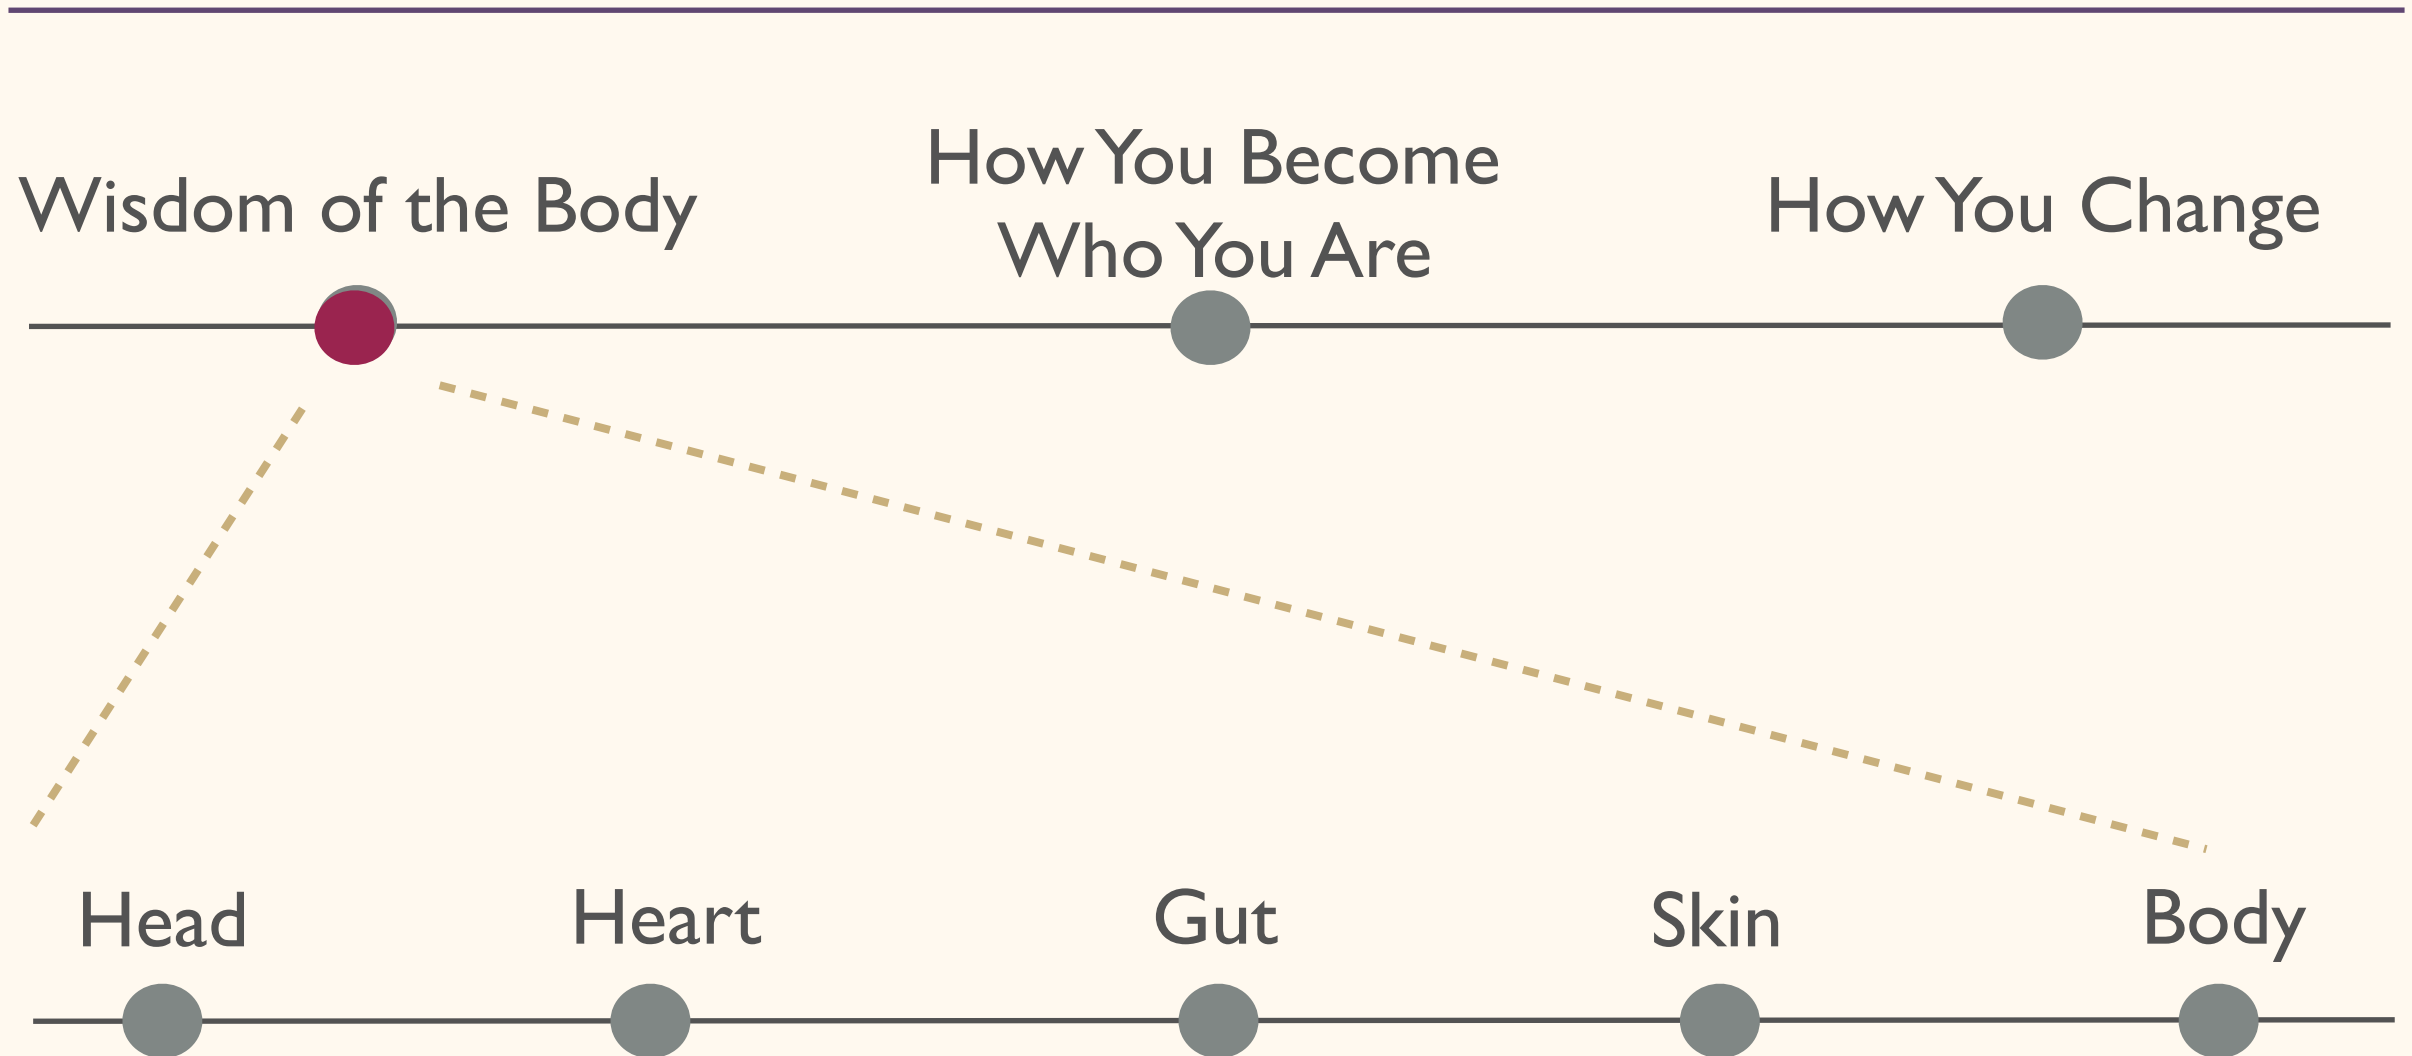 Wisdom of the Body
How You Become
Who You Are
How You Change
Head
Heart
Gut
Skin
Body